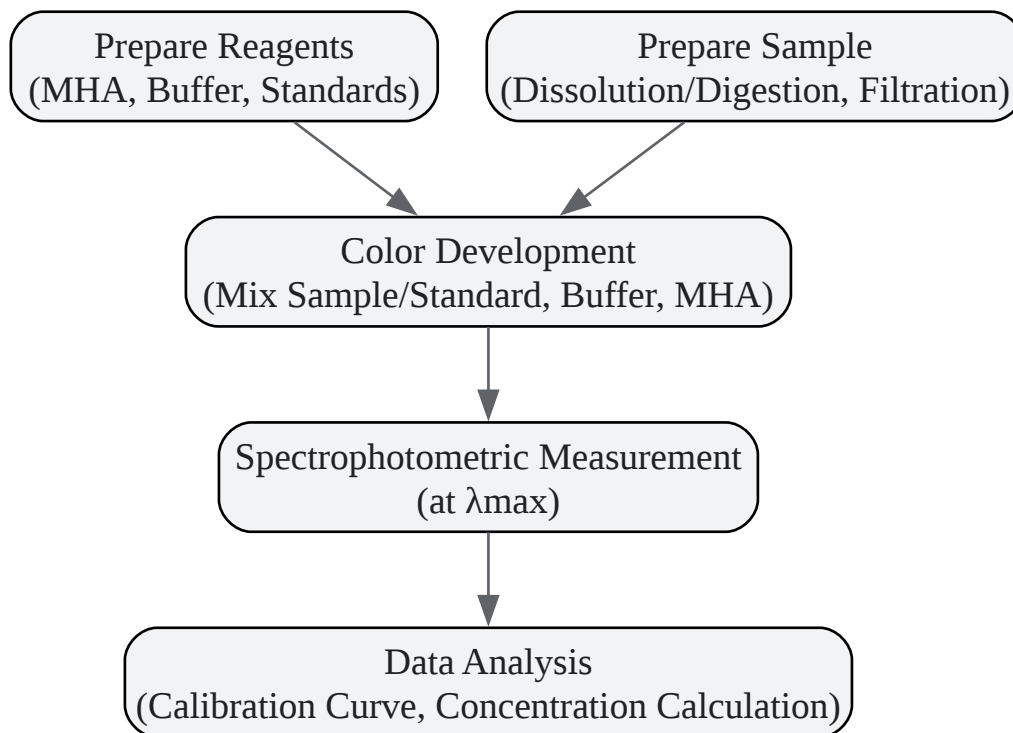 Prepare Reagents
(MHA, Buffer, Standards)
Prepare Sample
(Dissolution/Digestion, Filtration)
Color Development
(Mix Sample/Standard, Buffer, MHA)
Spectrophotometric Measurement
(at λmax)
Data Analysis
(Calibration Curve, Concentration Calculation)